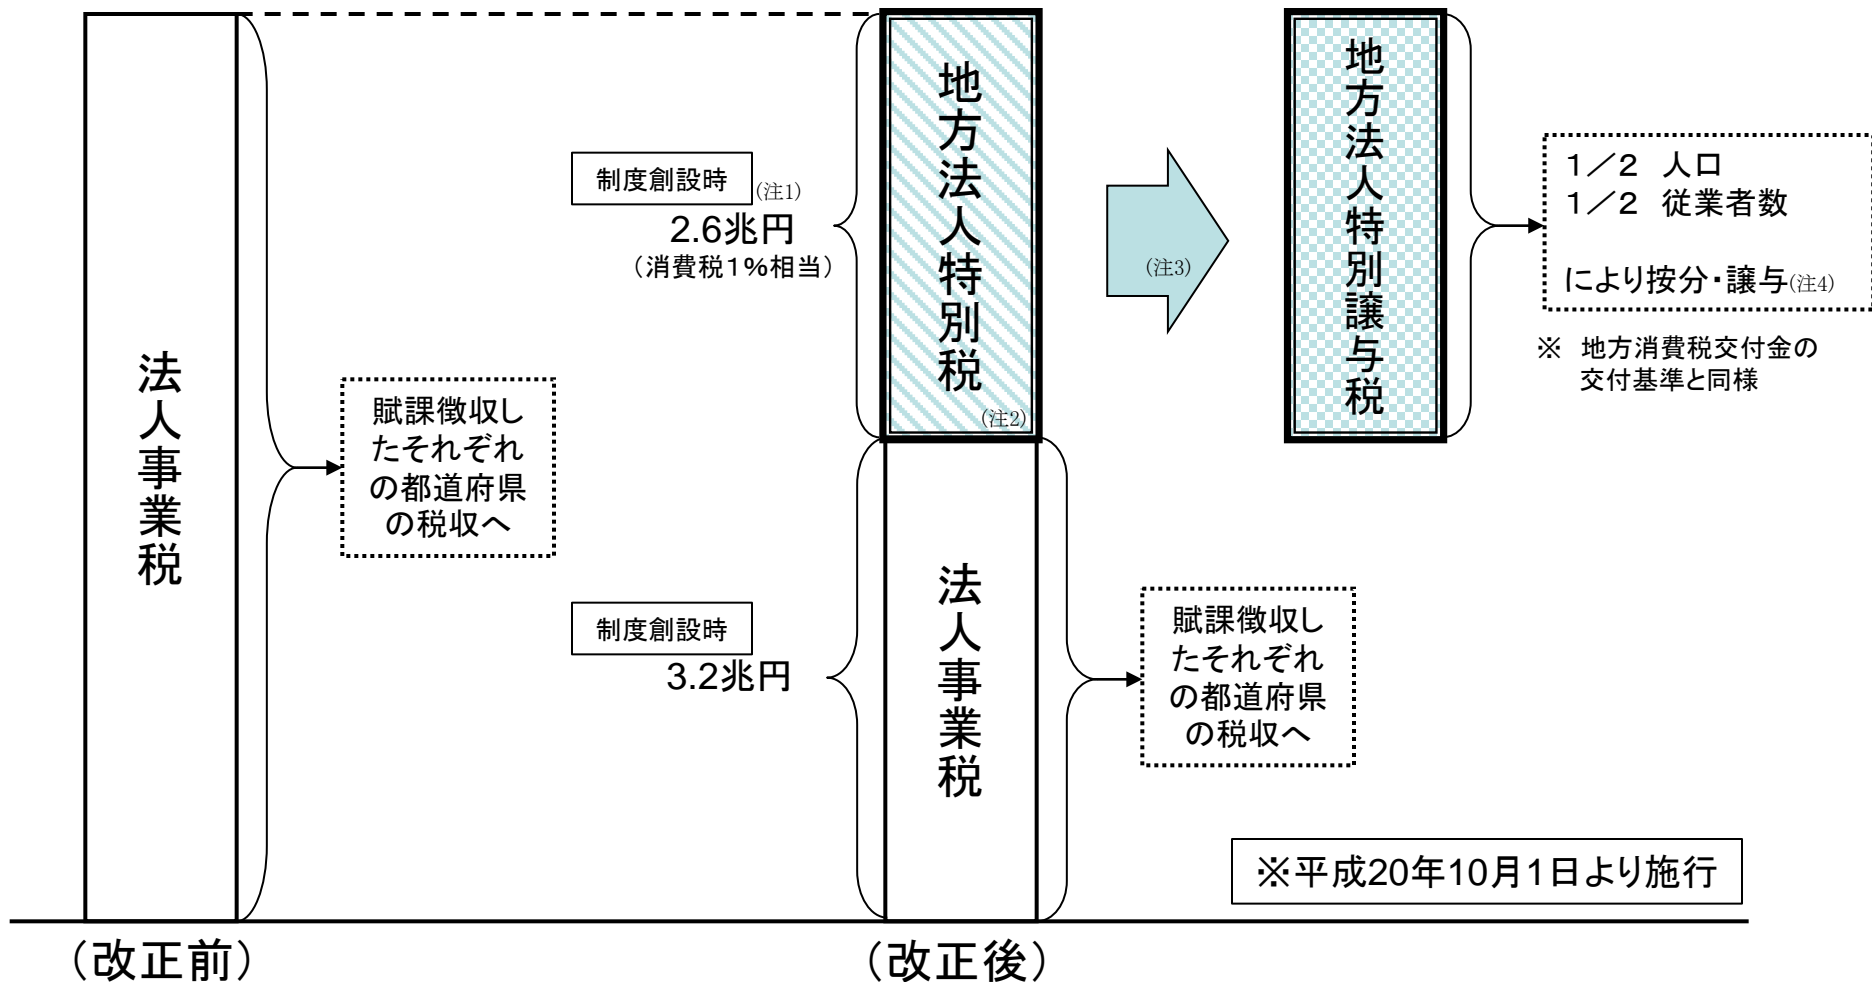 法人事業税
賦課徴収し
たそれぞれ
の都道府県
の税収へ
（改正前）
制度創設時(注1)
2.6兆円
（消費税1%相当）
地方法人特別税
(注2)
制度創設時
3.2兆円
法人事業税
賦課徴収し
たそれぞれ
の都道府県
の税収へ
（改正後）
(注3)
地方法人特別譲与税
1／2　人口
1／2　従業者数
により按分・譲与(注4)
※　地方消費税交付金の
交付基準と同様
※平成20年10月1日より施行